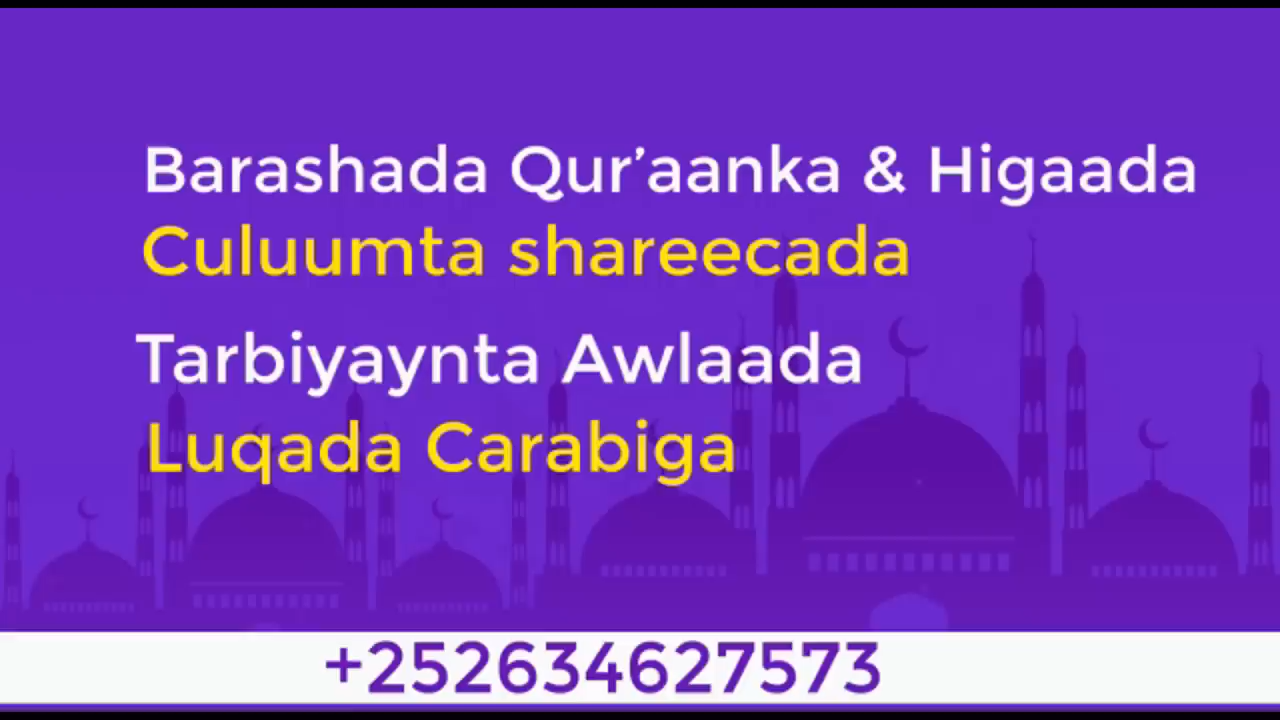 Barashada Qur’aanka & Higaada
Culuumta shareecada
Tarbiyaynta Awlaada
Luqada Carabiga
+252634627573